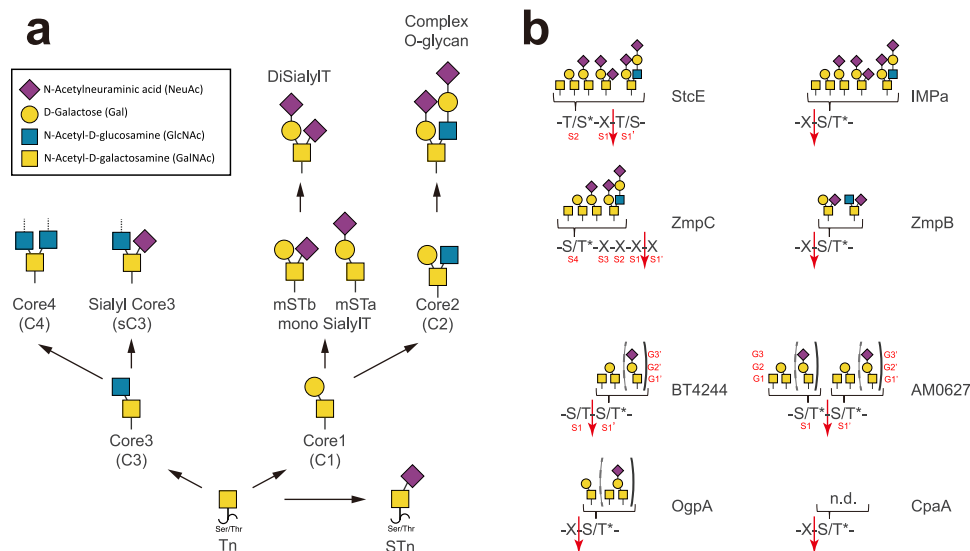 a
Complex
O-glycan
DiSialylT
N-Acetylneuraminic acid (NeuAc)
D-Galactose (Gal)
N-Acetyl-D-glucosamine (GlcNAc)
N-Acetyl-D-galactosamine (GalNAc)
Core4
(C4)
Sialyl Core3
(sC3)
mSTb
mSTa
mono SialylT
Core2
(C2)
Core3
(C3)
Core1
(C1)
Ser/Thr
Tn
Ser/Thr
STn
b
StcE
-T/S*-X-T/S-
S2 S1 S1'
IMPa
-X-S/T*-
ZmpC
-S/T*-X-X-X-X
S4 S3 S2 S1 S1'
ZmpB
-X-S/T*-
G3'
G2'
G1'
BT4244
-S/T-S/T*-
S1 S1'
G3
G2
G1
G3'
G2'
G1'
AM0627
-S/T*-S/T*-
S1 S1'
OgpA
-X-S/T*-
n.d.
CpaA
-X-S/T*-